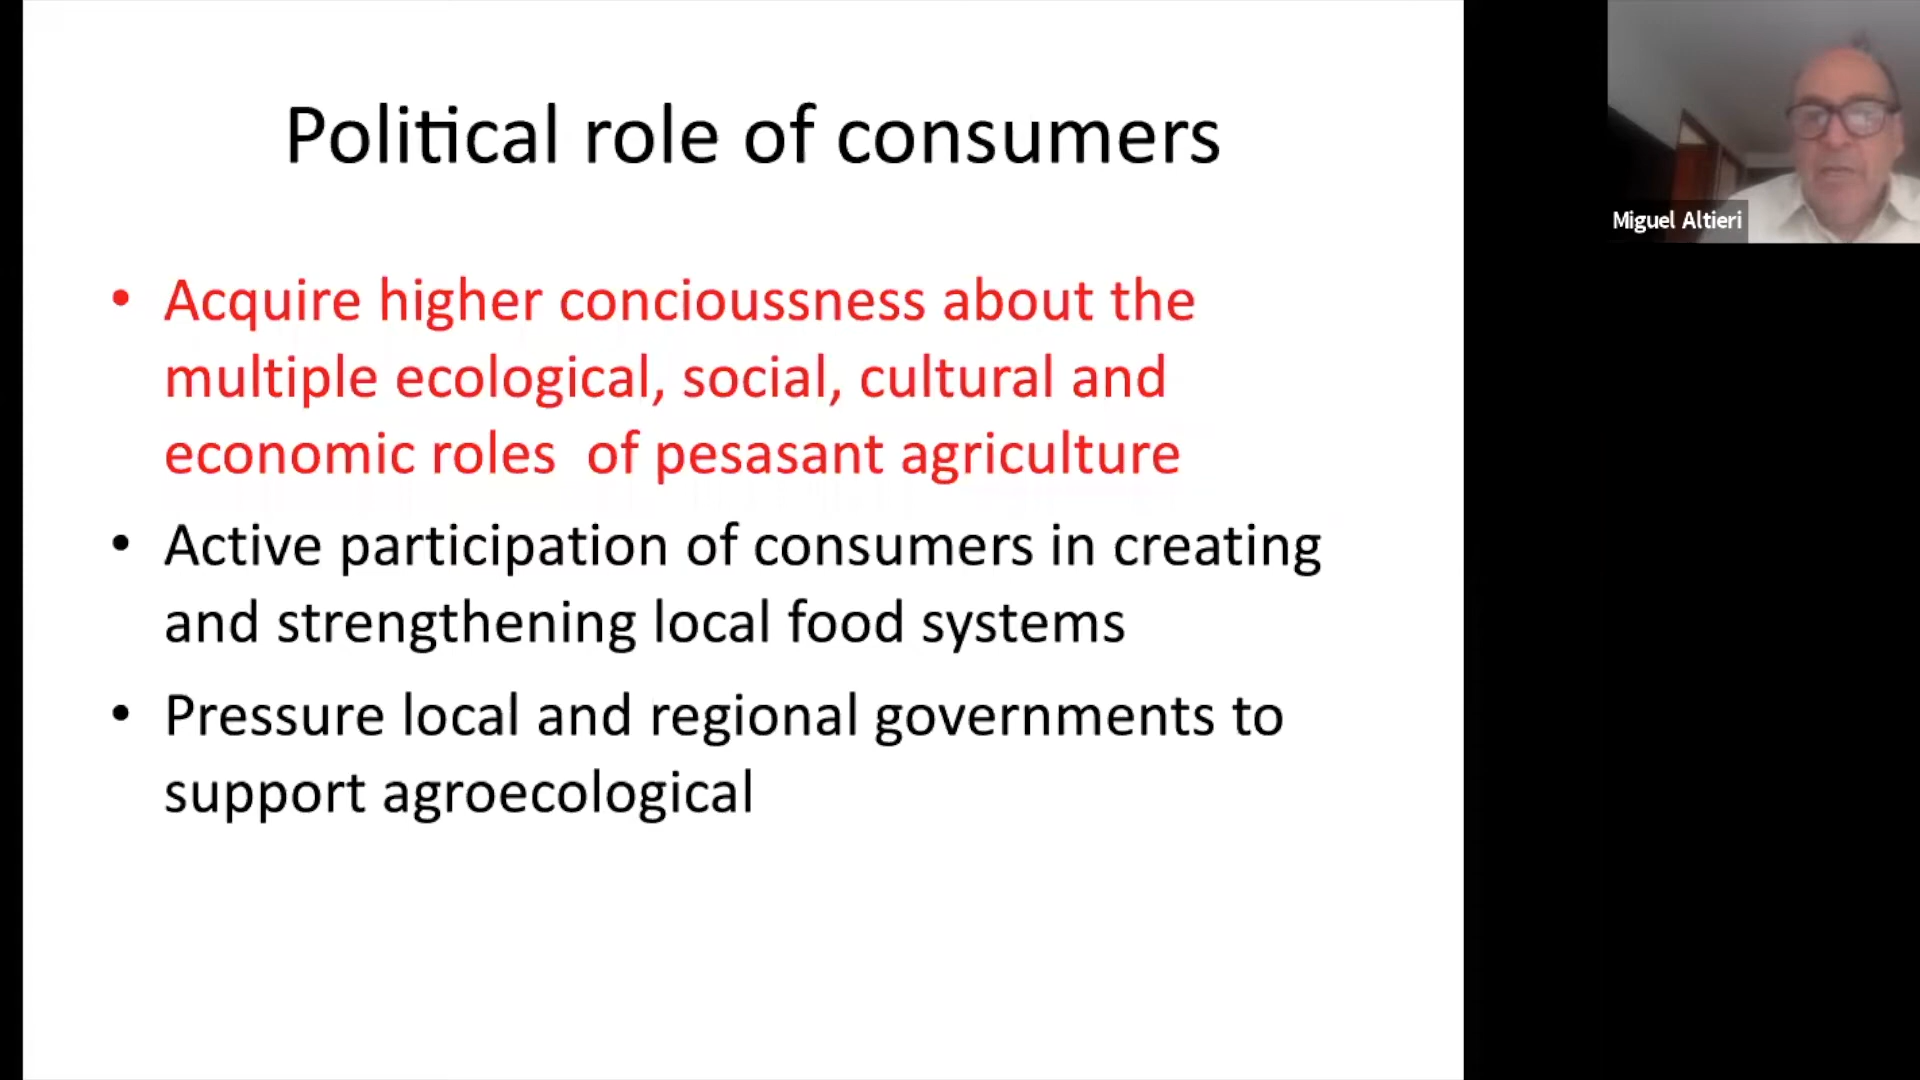 Political role of consumers
• Acquire higher concioussness about the
multiple ecological, social, cultural and
economic roles  of pesasant agriculture
• Active participation of consumers in creating
and strengthening local food systems
• Pressure local and regional governments to
support agroecological
Miguel Altieri